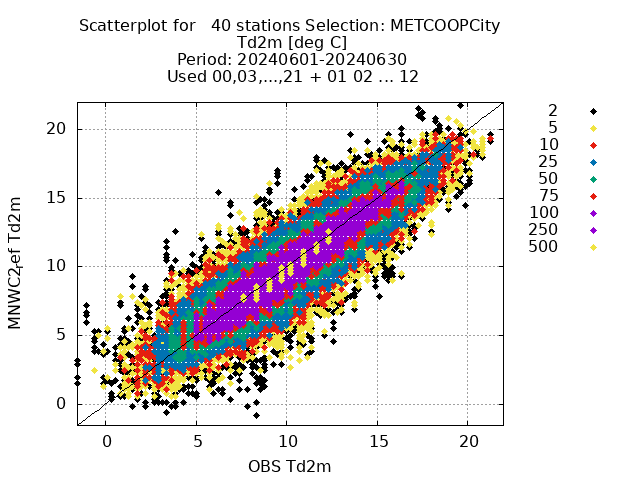 Scatterplot for 40 stations Selection: METCOOPCity
Td2m [deg C]
Period: 20240601-20240630
Used 00,03,...,21 + 01 02 ... 12
MNWC2ref Td2m
20
15
10
5
0
0 5 10 15 20
OBS Td2m
2
5
10
25
50
75
100
250
500